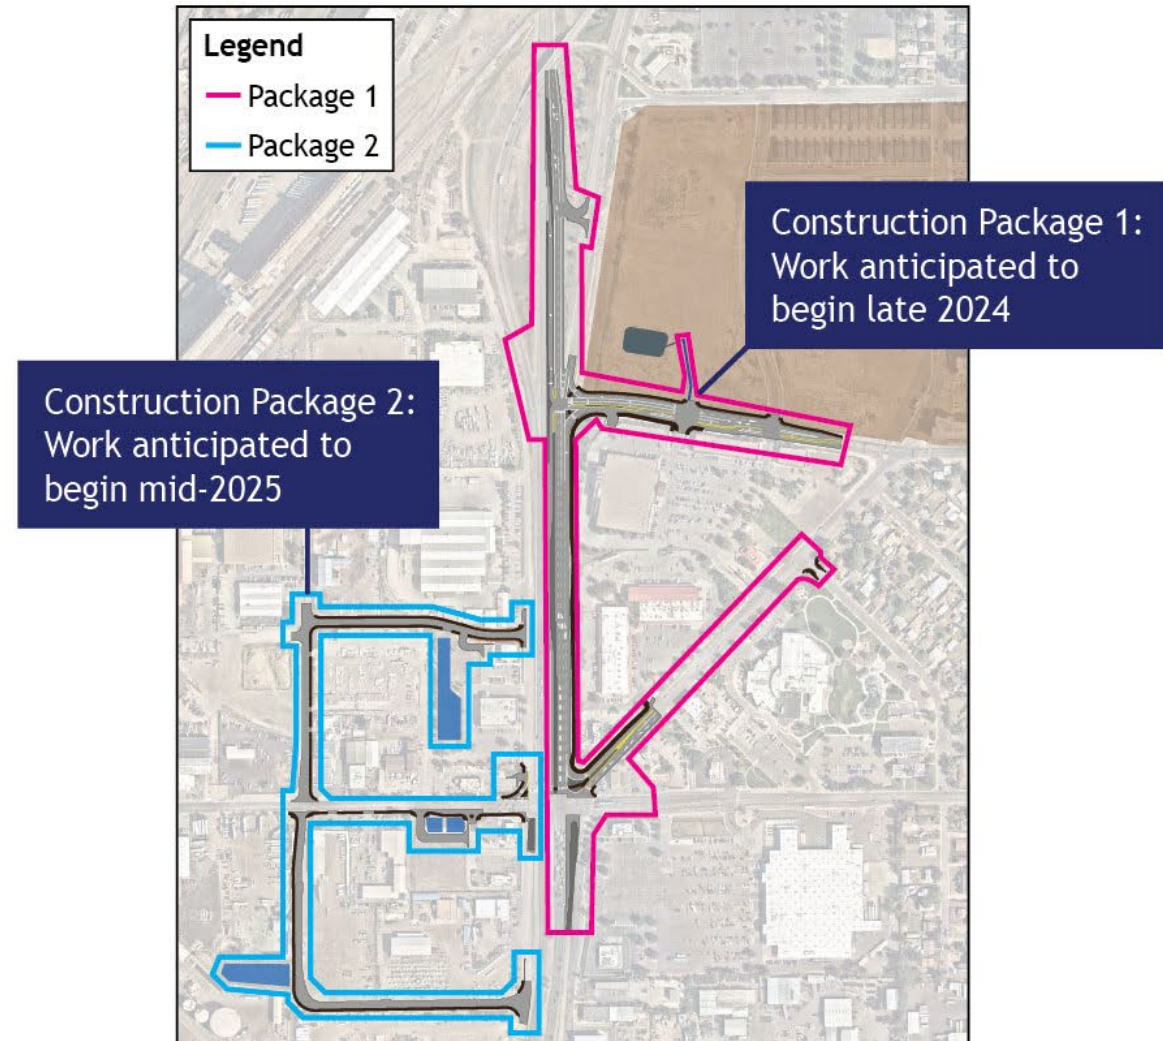 Legend
Package 1
Package 2
Construction Package 1:
Work anticipated to
begin late 2024
Construction Package 2:
Work anticipated to
begin mid-2025